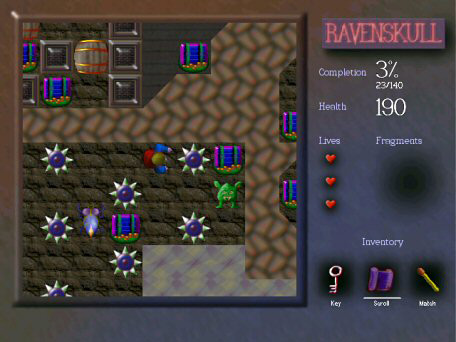 RAVENSKULL
Completion 3%
23/140
Health 190
Lives Fragments
Inventory
Key Scroll Match